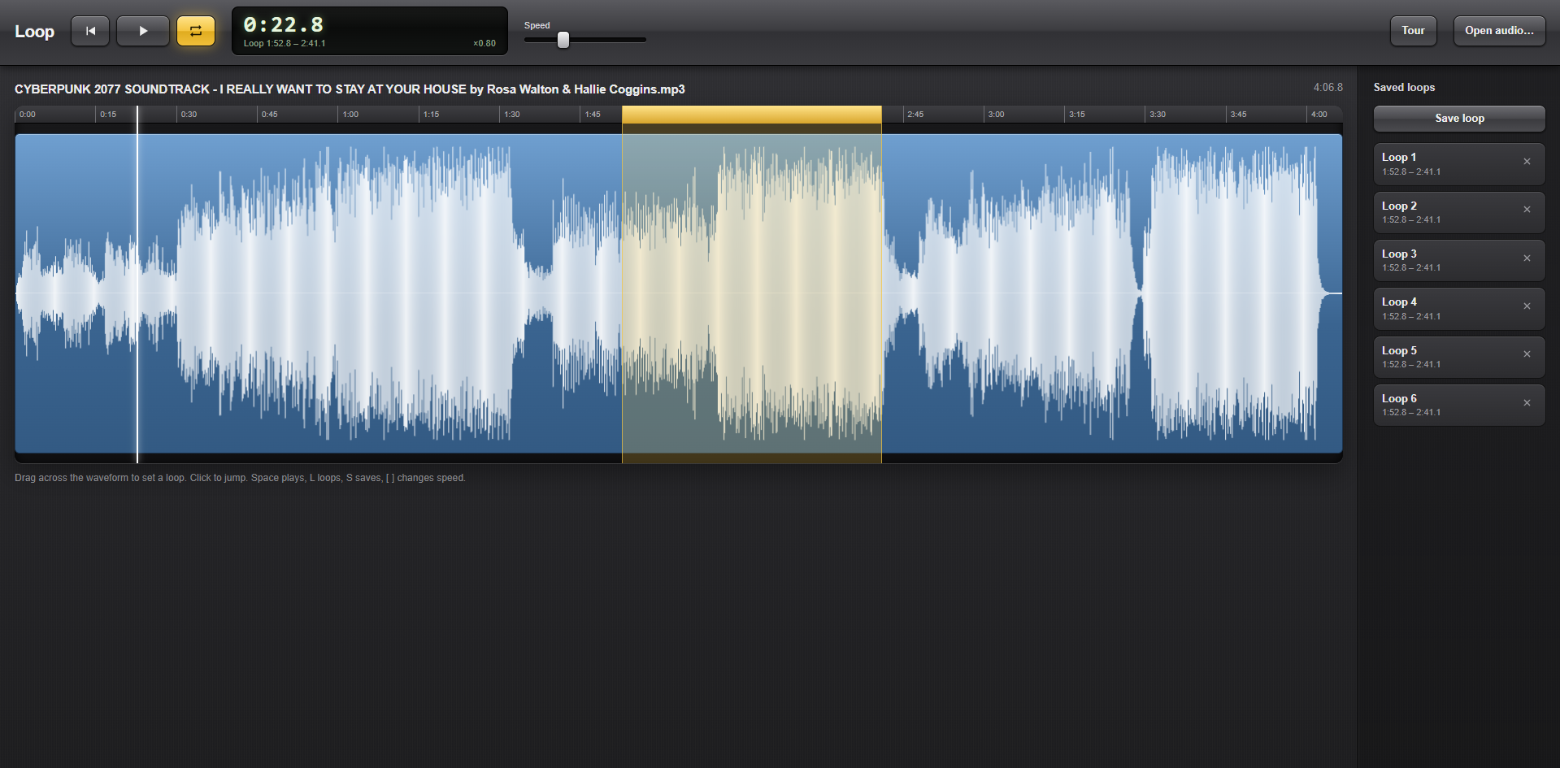 Loop
0:22.8
Loop 1:52.8 – 2:41.1
×0.80
Speed
Tour
Open audio...
CYBERPUNK 2077 SOUNDTRACK - I REALLY WANT TO STAY AT YOUR HOUSE by Rosa Walton & Hallie Coggins.mp3
4:06.8
0:00
0:15
0:30
0:45
1:00
1:15
1:30
1:45
2:45
3:00
3:15
3:30
3:45
4:00
Drag across the waveform to set a loop. Click to jump. Space plays, L loops, S saves, [ ] changes speed.
Saved loops
Save loop
Loop 1
1:52.8 – 2:41.1
Loop 2
1:52.8 – 2:41.1
Loop 3
1:52.8 – 2:41.1
Loop 4
1:52.8 – 2:41.1
Loop 5
1:52.8 – 2:41.1
Loop 6
1:52.8 – 2:41.1